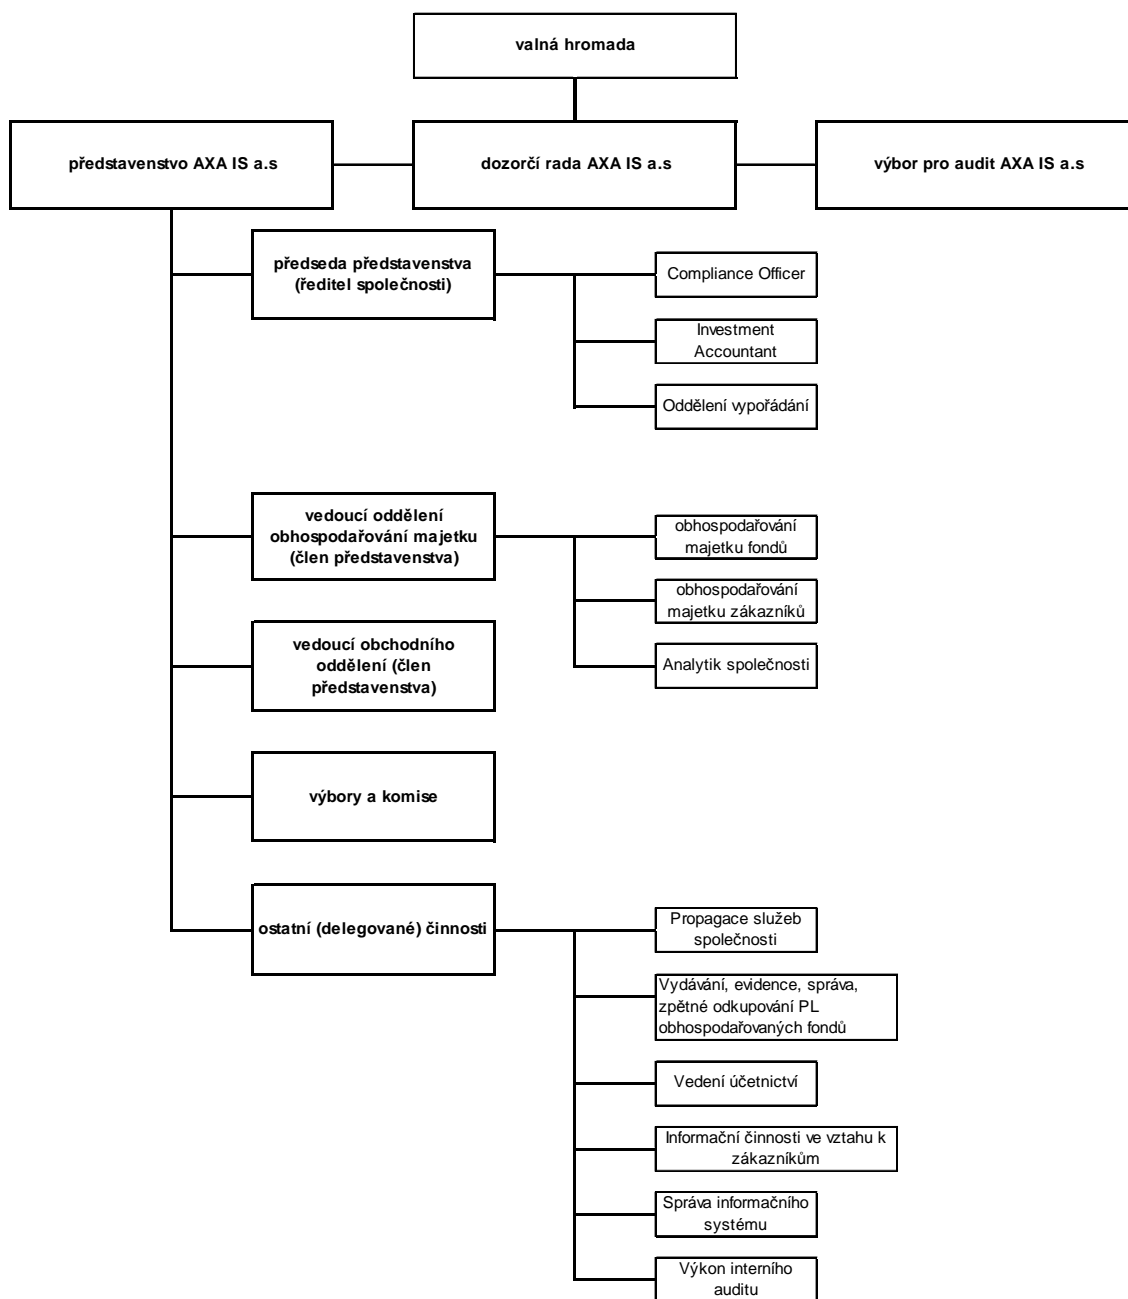 valná hromada
představenstvo AXA IS a.s
dozorčí rada AXA IS a.s
výbor pro audit AXA IS a.s
předseda představenstva
(ředitel společnosti)
Compliance Officer
Investment
Accountant
Oddělení vypořádání
vedoucí oddělení
obhospodařování majetku
(člen představenstva)
obhospodařování
majetku fondů
obhospodařování
majetku zákazníků
Analytik společnosti
vedoucí obchodního
oddělení (člen
představenstva)
výbory a komise
ostatní (delegované) činnosti
Propagace služeb
společnosti
Vydávání, evidence, správa,
zpětné odkupování PL
obhospodařovaných fondů
Vedení účetnictví
Informační činnosti ve vztahu k
zákazníkům
Správa informačního
systému
Výkon interního
auditu